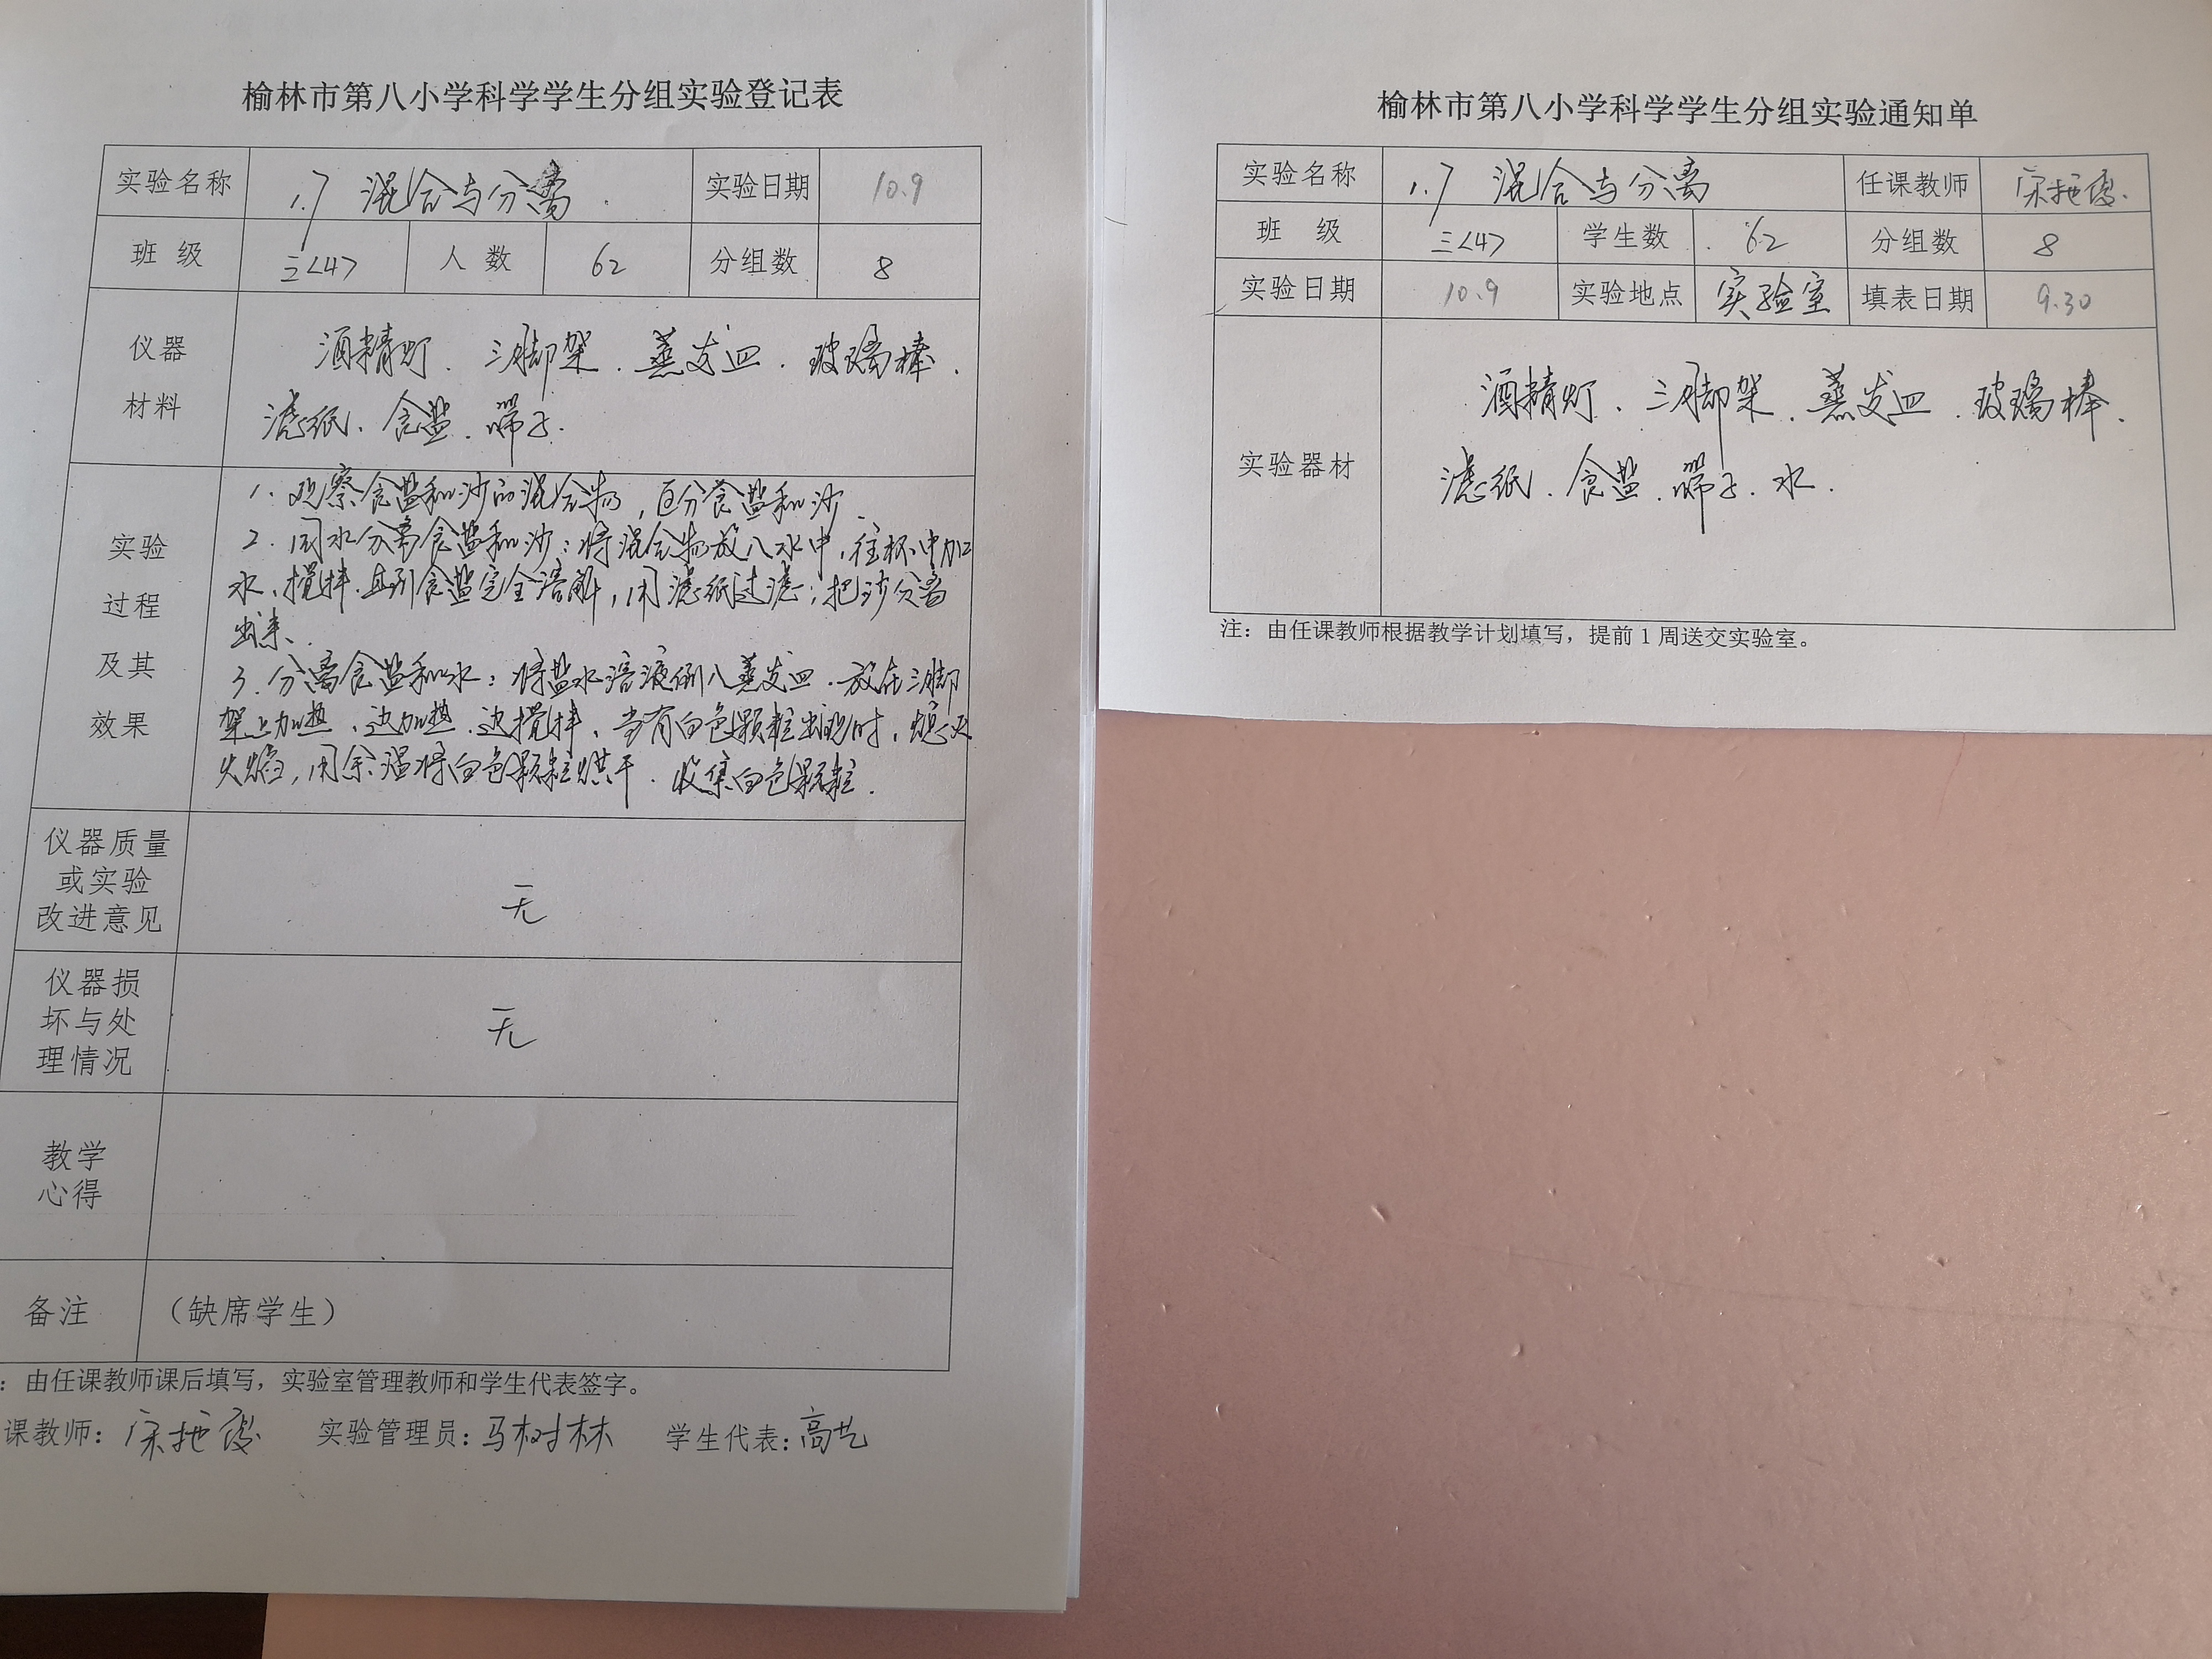 榆林市第八小学科学学生分组实验登记表
实验名称 1.7 混合与分离 实验日期 10.9
班 级 三<4> 人 数 62 分组数 8
仪器
材料
酒精灯、三脚架、蒸发皿、玻璃棒、
滤纸、食盐、
实验
过程
及其
效果
1、观察食盐和沙的混合物,区分食盐和沙.
2、用水分离食盐和沙:将混合物放入水中,往杯中加
水、搅拌、直到食盐完全溶解,用滤纸过滤;把沙分离
出来、
3、分离食盐和水:将盐水溶液倒入蒸发皿、放在三脚
架上加热、边加热、边搅拌、当有白色颗粒出现时,熄灭
火焰,用余温将白色颗粒烘干、收集白色颗粒.
仪器质量
或实验
改进意见
无
仪器损
坏与处
理情况
无
教学
心得
备注 (缺席学生)
:由任课教师课后填写,实验室管理教师和学生代表签字。
课教师: 实验管理员:马树林 学生代表:高艺
榆林市第八小学科学学生分组实验通知单
实验名称 1.7 混合与分离 任课教师
班 级 三<4> 学生数 62 分组数 8
实验日期 10.9 实验地点 实验室 填表日期 9.30
实验器材
酒精灯、三脚架、蒸发皿、玻璃棒、
滤纸、食盐、水.
注:由任课教师根据教学计划填写,提前1周送交实验室。